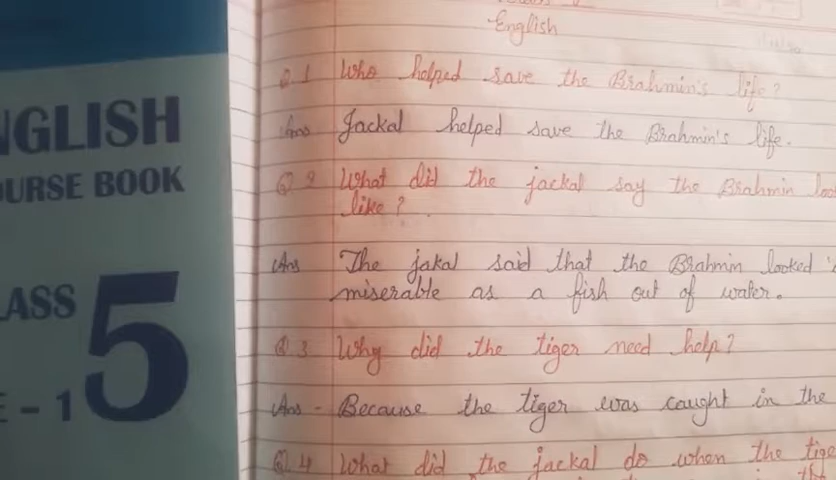 NGLISH
URSE BOOK
ASS 5
E - 1
English
Q.1 Who helped save the Brahmin's life?
Ans Jackal helped save the Brahmin's life.
Q 2 What did the jackal say the Brahmin
like?
Ans The jakal said that the Brahmin looked
miserable as a fish out of water.
Q 3 Why did the tiger need help?
Ans - Because the tiger was caught in the
Q.4 What did the jackal do when the